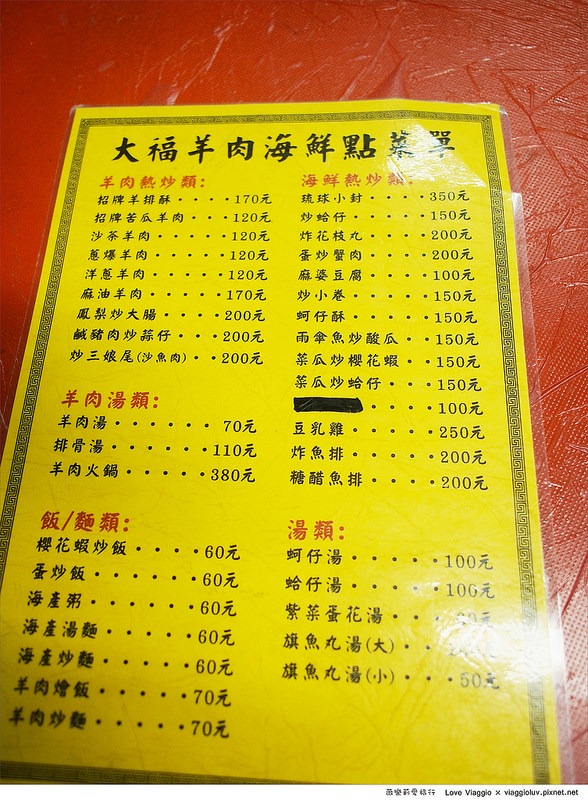 大福羊肉海鮮點菜單
羊肉熱炒類:
招牌羊排酥・・・・170元
招牌苦瓜羊肉・・・120元
沙茶羊肉・・・・・120元
蔥爆羊肉・・・・・120元
洋蔥羊肉・・・・・120元
麻油羊肉・・・・・170元
鳳梨炒大腸・・・・200元
鹹豬肉炒蒜仔・・・200元
炒三娘尾(沙魚肉)・・200元
羊肉湯類:
羊肉湯・・・・・・70元
排骨湯・・・・・・110元
羊肉火鍋・・・・・380元
飯/麵類:
櫻花蝦炒飯・・・・60元
蛋炒飯・・・・・・60元
海產粥・・・・・・60元
海產湯麵・・・・・60元
海產炒麵・・・・・60元
羊肉燴飯・・・・・70元
羊肉炒麵・・・・・70元
海鮮熱炒類:
琉球小封・・・・350元
炒蛤仔・・・・・150元
炸花枝丸・・・・200元
蛋炒蟹肉・・・・200元
麻婆豆腐・・・・100元
炒小卷・・・・・150元
蚵仔酥・・・・・150元
雨傘魚炒酸瓜・・150元
菜瓜炒櫻花蝦・・150元
菜瓜炒蛤仔・・・150元
・・・・100元
豆乳雞・・・・・250元
炸魚排・・・・・200元
糖醋魚排・・・・200元
湯類:
蚵仔湯・・・・・100元
蛤仔湯・・・・・100元
紫菜蛋花湯・・・
旗魚丸湯(大)・・
旗魚丸湯(小)・・・50元
Love Viaggio × viaggioluv.pixnet.net